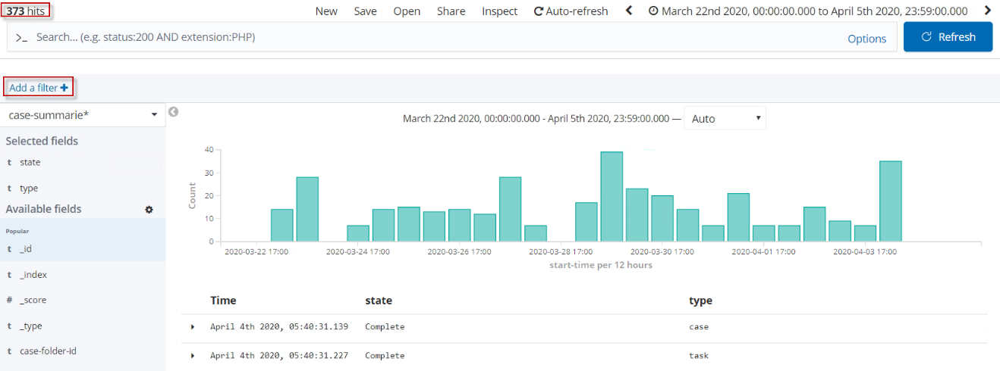 373 hits New Save Open Share Inspect Auto-refresh March 22nd 2020, 00:00:00.000 to April 5th 2020, 23:59:00.000
>_ Search... (e.g. status:200 AND extension:PHP) Options Refresh
Add a filter +
case-summarie*
Selected fields
t state
t type
Available fields
Popular
t _id
t _index
# _score
t _type
t case-folder-id
March 22nd 2020, 00:00:00.000 - April 5th 2020, 23:59:00.000 — Auto
Count
40
30
20
10
0
2020-03-22 17:00 2020-03-24 17:00 2020-03-26 17:00 2020-03-28 17:00 2020-03-30 17:00 2020-04-01 17:00 2020-04-03 17:00
start-time per 12 hours
Time state type
April 4th 2020, 05:40:31.139 Complete case
April 4th 2020, 05:40:31.227 Complete task